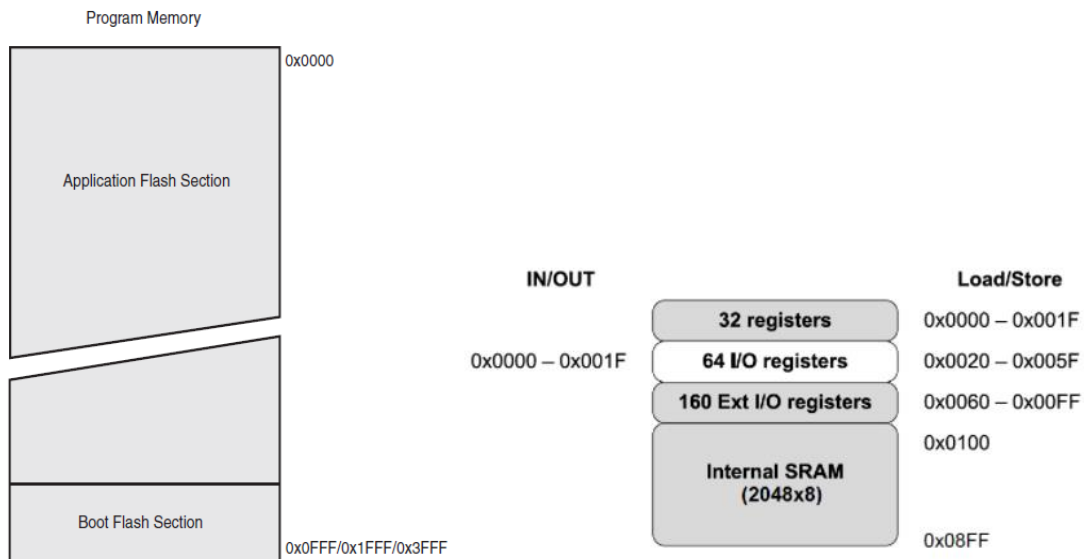 Program Memory
0x0000
Application Flash Section
Boot Flash Section
0x0FFF/0x1FFF/0x3FFF
IN/OUT
Load/Store
32 registers
0x0000 – 0x001F
0x0000 – 0x001F
64 I/O registers
0x0020 – 0x005F
160 Ext I/O registers
0x0060 – 0x00FF
0x0100
Internal SRAM
(2048x8)
0x08FF